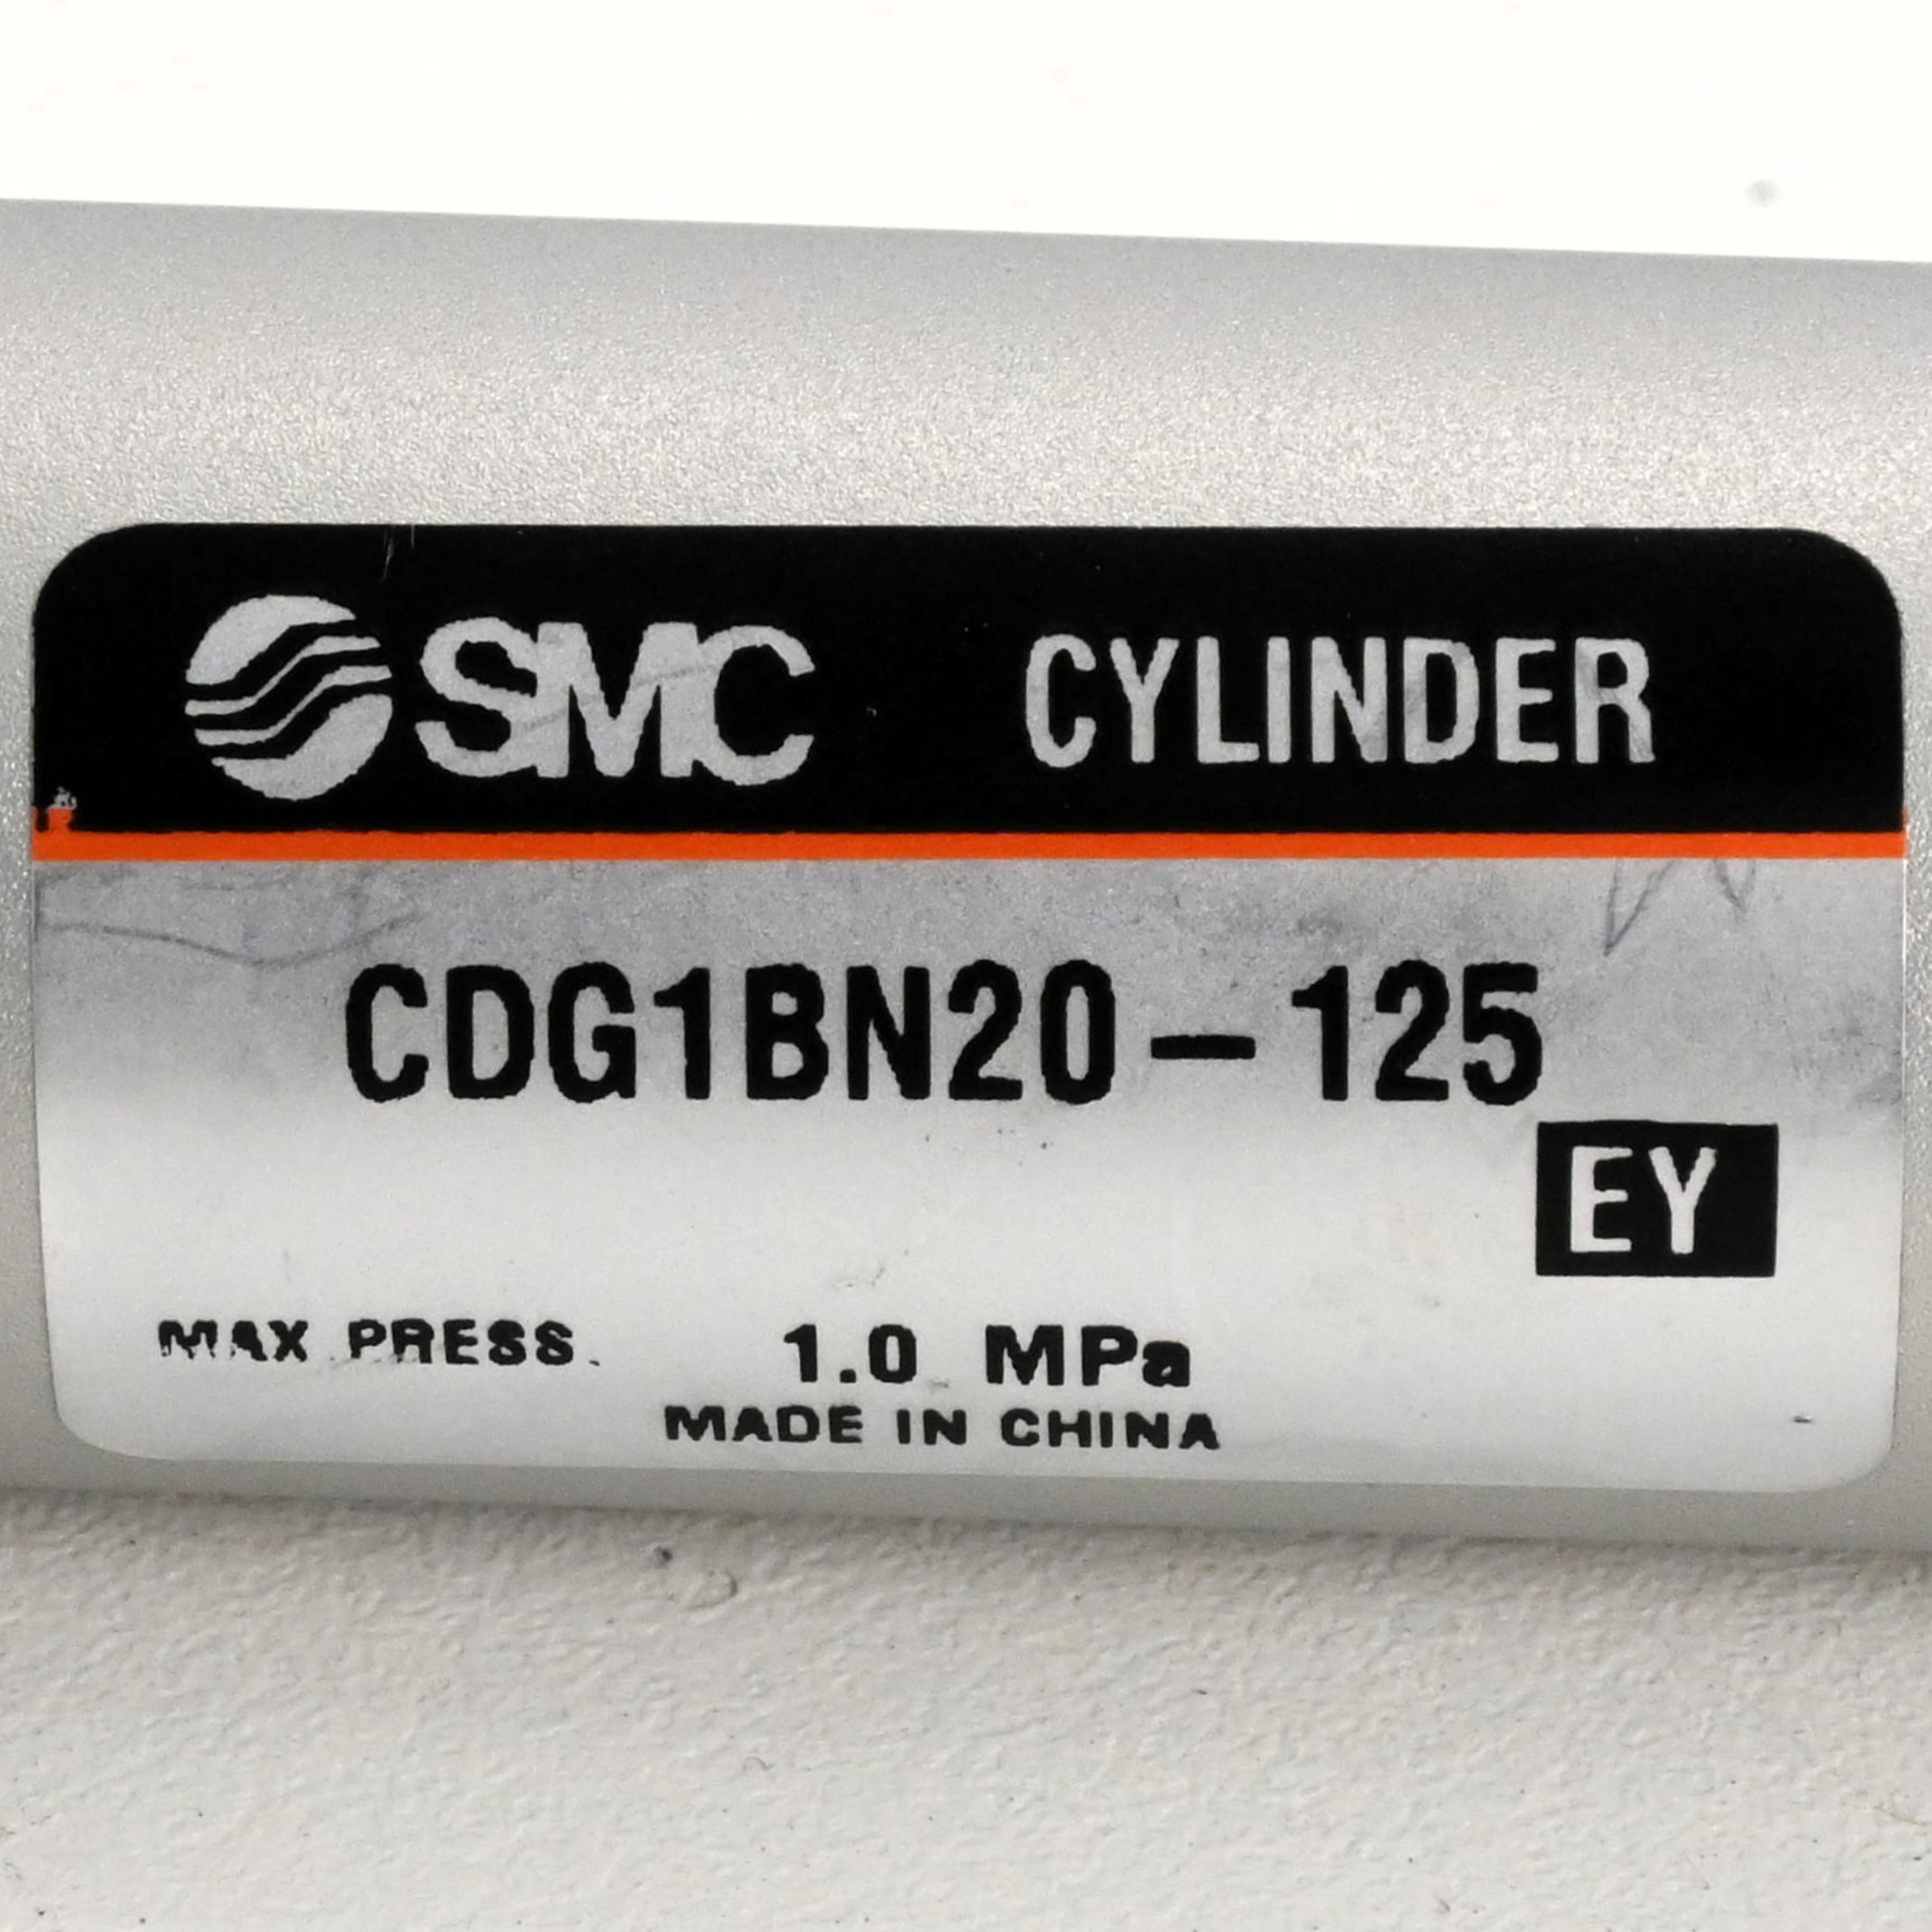 SMC CYLINDER
CDG1BN20-125
EY
MAX PRESS. 1.0 MPa
MADE IN CHINA